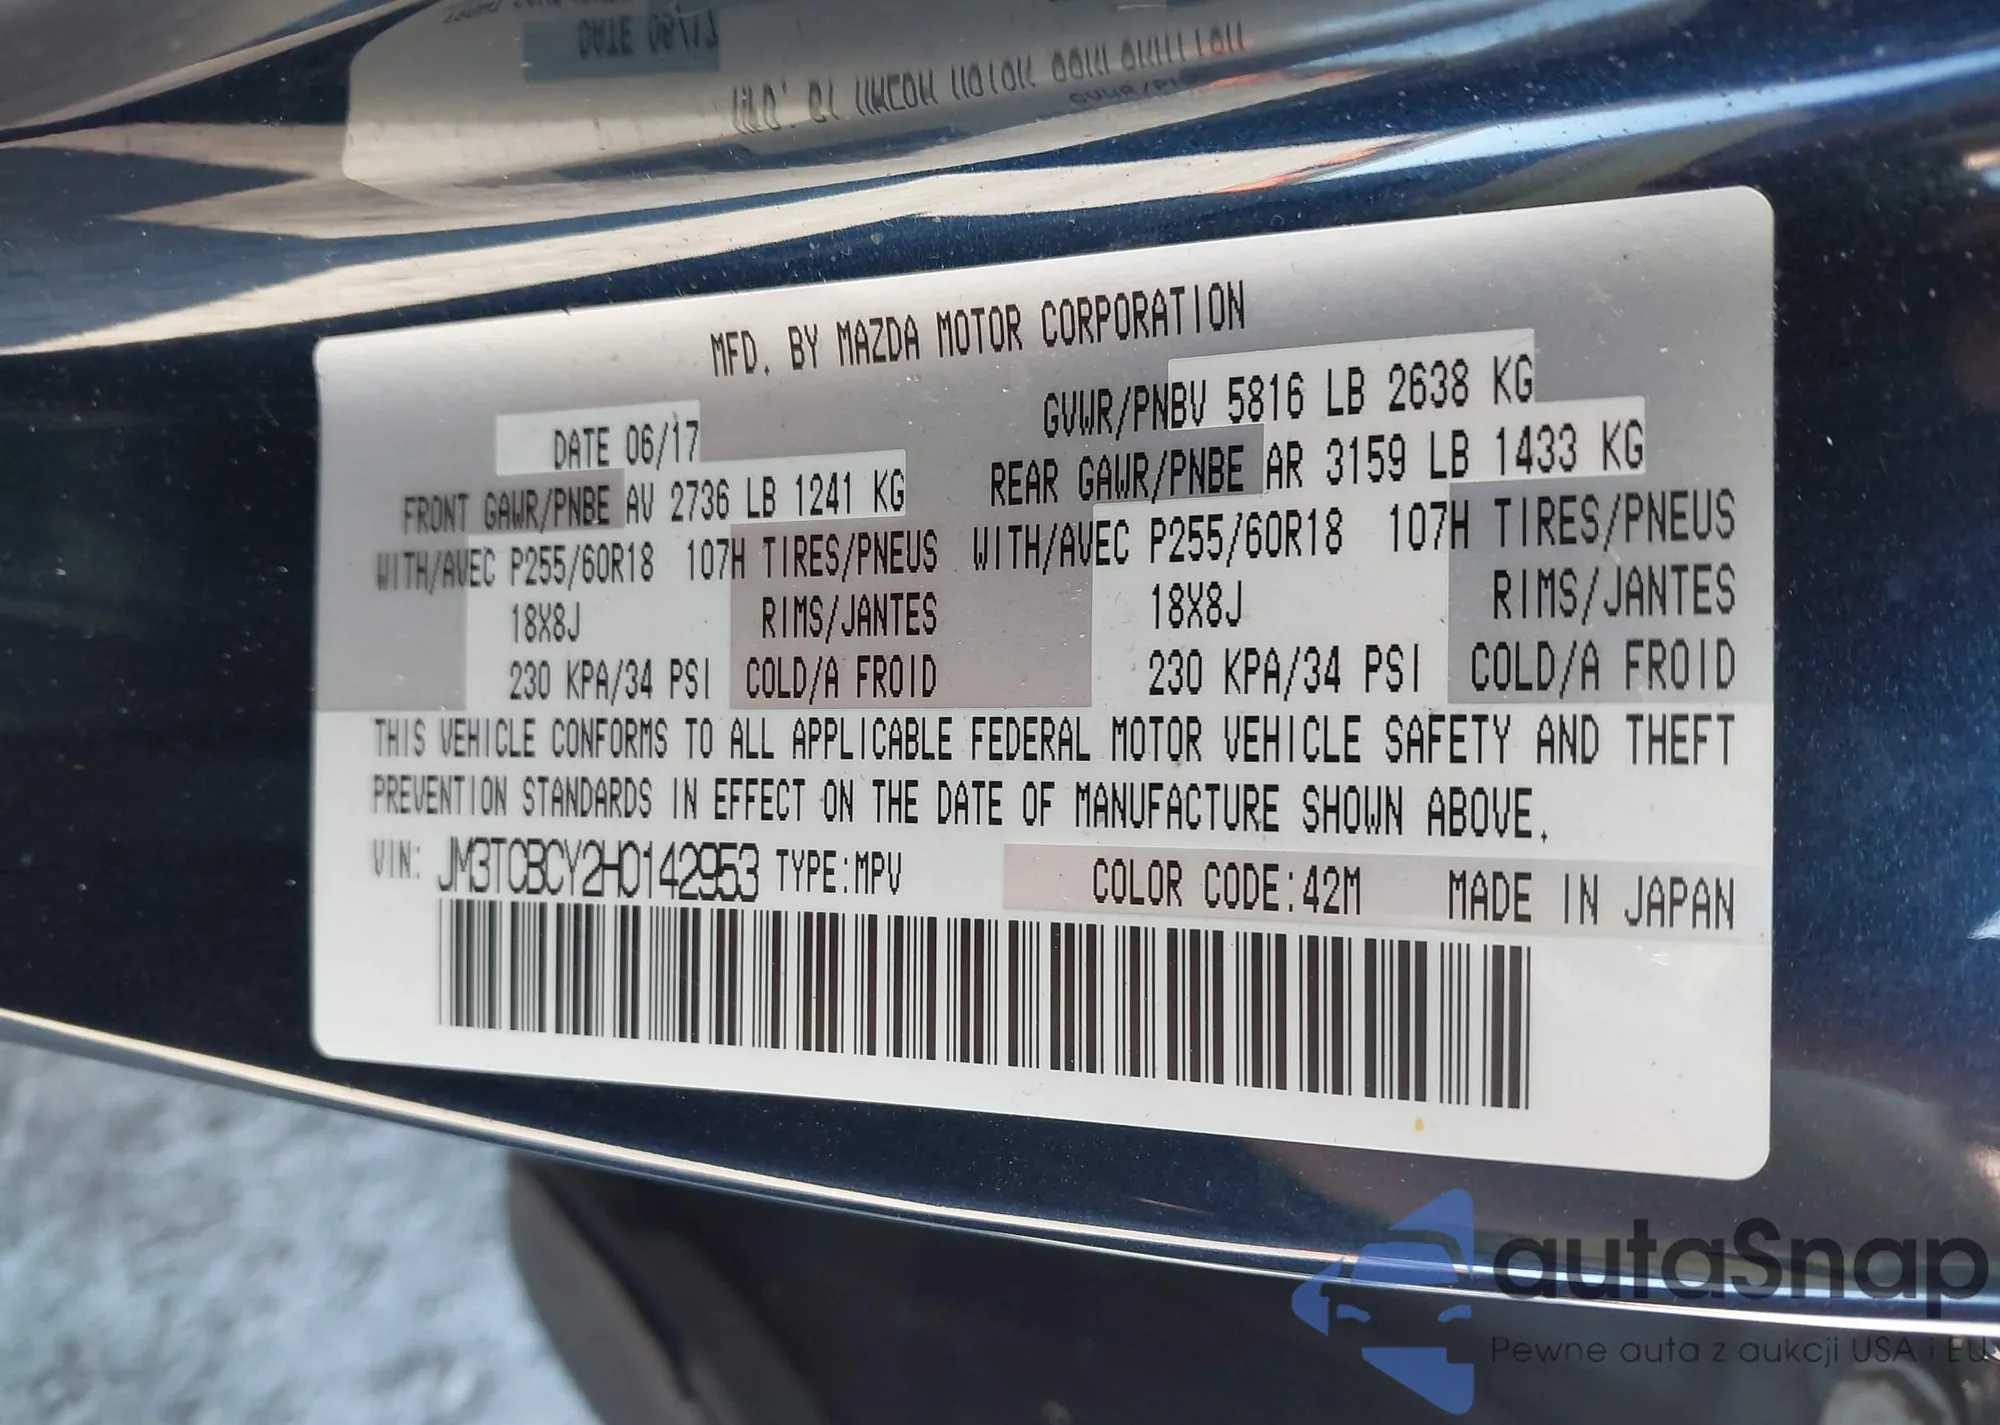 MFD. BY MAZDA MOTOR CORPORATION
DATE 06/17
GVWR/PNBV 5816 LB 2638 KG
FRONT GAWR/PNBE AV 2736 LB 1241 KG
REAR GAWR/PNBE AR 3159 LB 1433 KG
WITH/AVEC P255/60R18 107H TIRES/PNEUS
WITH/AVEC P255/60R18 107H TIRES/PNEUS
18X8J RIMS/JANTES
18X8J RIMS/JANTES
230 KPA/34 PSI COLD/A FROID
230 KPA/34 PSI COLD/A FROID
THIS VEHICLE CONFORMS TO ALL APPLICABLE FEDERAL MOTOR VEHICLE SAFETY AND THEFT
PREVENTION STANDARDS IN EFFECT ON THE DATE OF MANUFACTURE SHOWN ABOVE.
VIN: JM3TCBCY2H0142953 TYPE:MPV
COLOR CODE:42M MADE IN JAPAN
autaSnap
Pewne auta z aukcji USA i EU